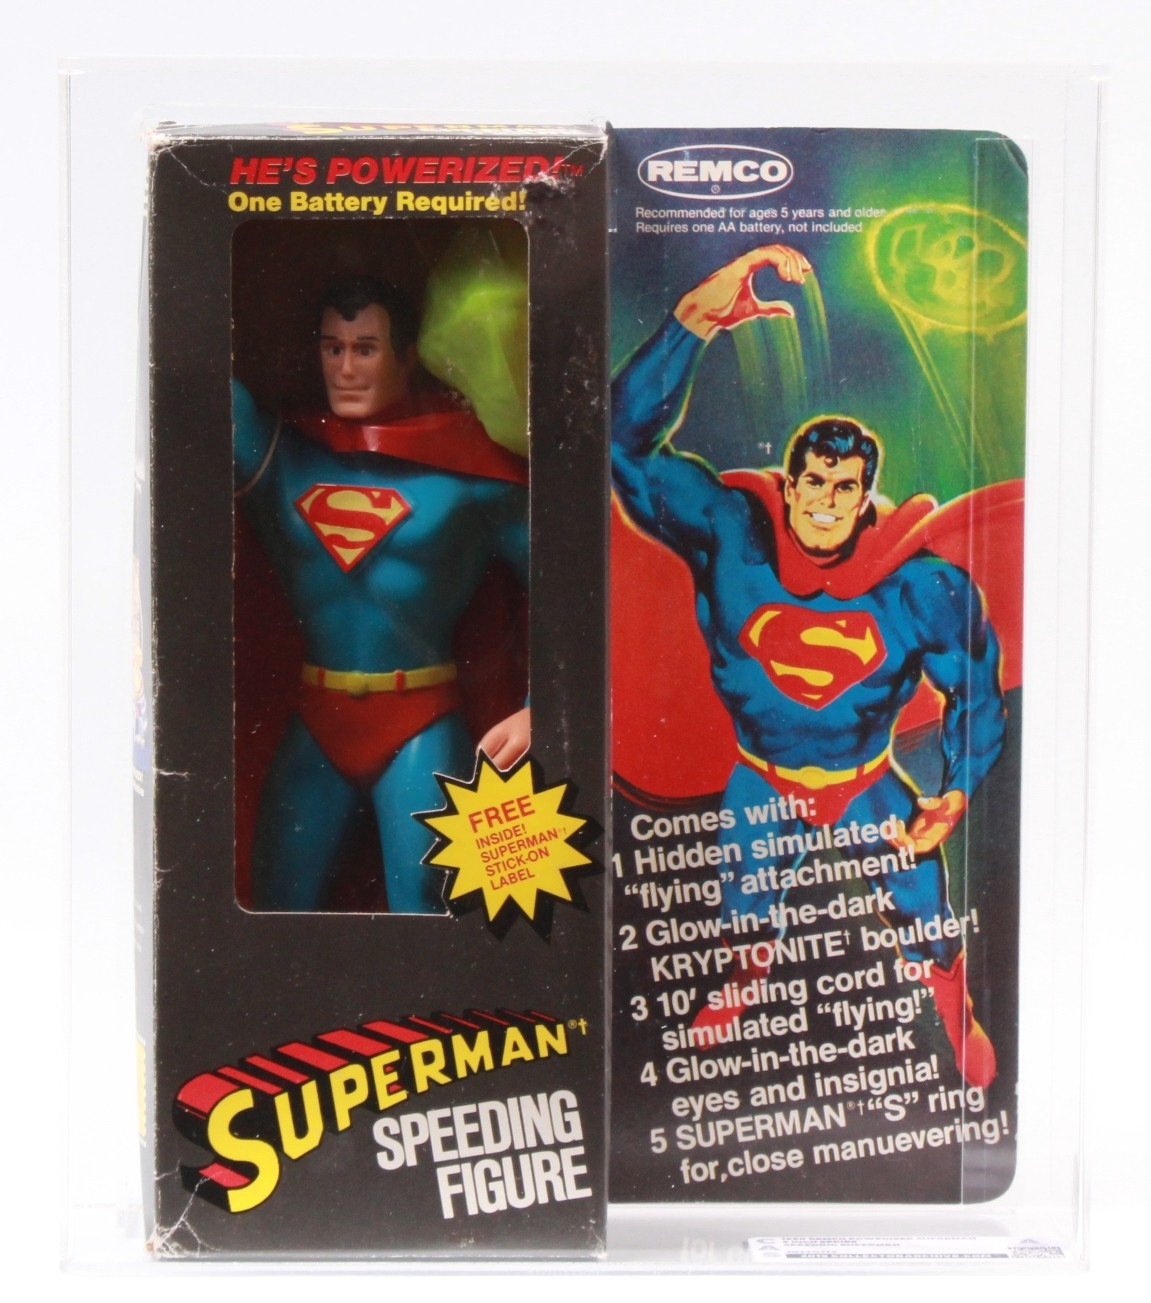 SUPERMAN
HE'S POWERIZED!™
One Battery Required!
FREE
INSIDE!
SUPERMAN®†
STICK-ON
LABEL
SUPERMAN®†
SPEEDING
FIGURE
REMCO
®
Recommended for ages 5 years and older
Requires one AA battery, not included
®†
Comes with:
1 Hidden simulated
“flying” attachment!
2 Glow-in-the-dark
KRYPTONITE† boulder!
3 10' sliding cord for
simulated “flying!”
4 Glow-in-the-dark
eyes and insignia!
5 SUPERMAN®†“S” ring
for,close manuevering!